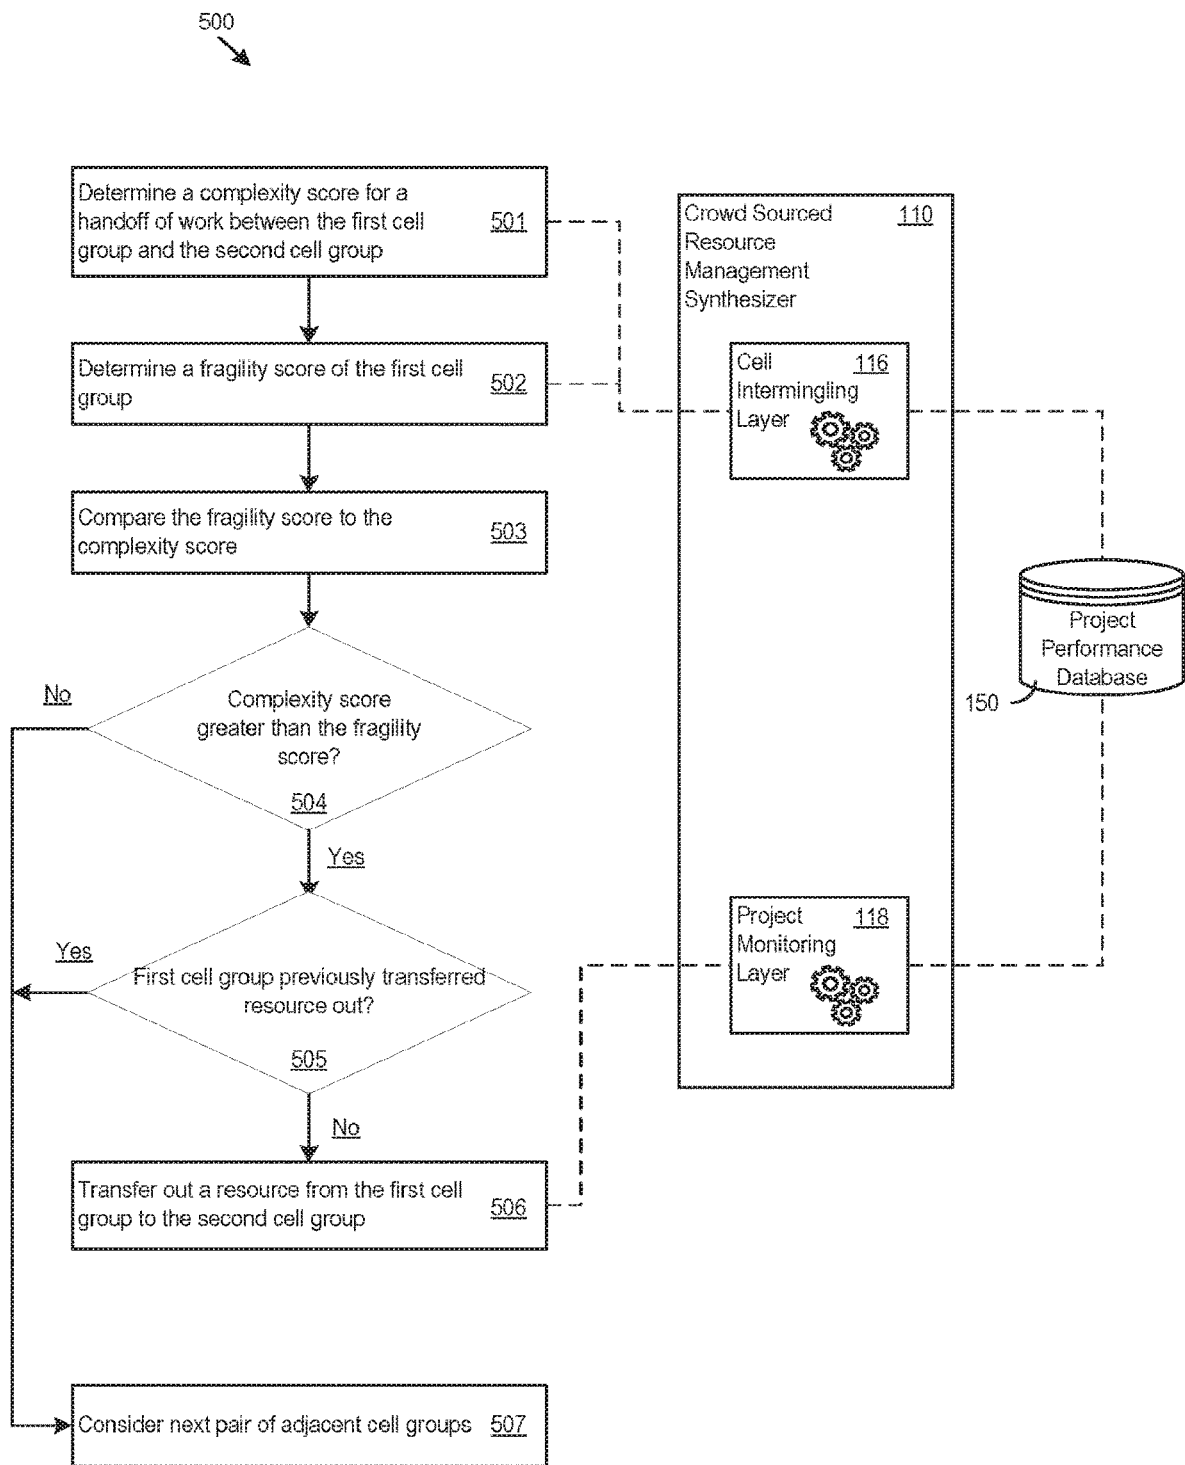 500
Determine a complexity score for a
handoff of work between the first cell
group and the second cell group
501
Determine a fragility score of the first cell
group
502
Compare the fragility score to the
complexity score
503
Complexity score
greater than the fragility
score?
504
No
Yes
First cell group previously transferred
resource out?
505
Yes
No
Transfer out a resource from the first cell
group to the second cell group
506
Consider next pair of adjacent cell groups
507
Crowd Sourced
Resource
Management
Synthesizer
110
Cell
Intermingling
Layer
116
Project
Monitoring
Layer
118
Project
Performance
Database
150